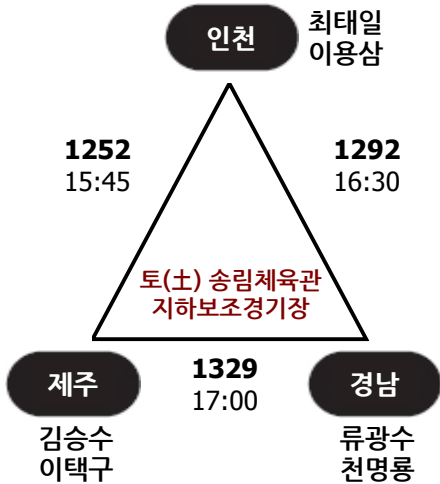 인천
최태일
이용삼
1252
15:45
1292
16:30
토(土) 송림체육관
지하보조경기장
제주
1329
17:00
경남
김승수
이택구
류광수
천명룡